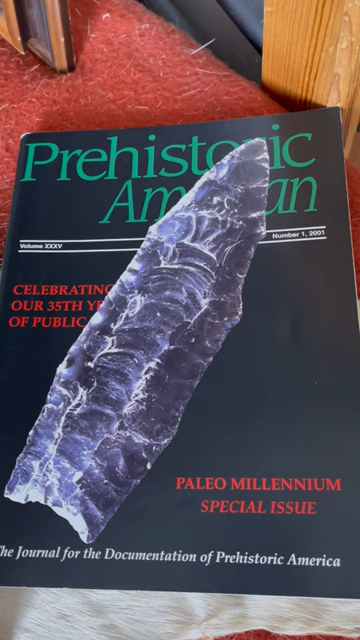 Prehistoric
American
Volume XXXV
Number 1, 2001
CELEBRATING
OUR 35TH YE
OF PUBLIC
PALEO MILLENNIUM
SPECIAL ISSUE
The Journal for the Documentation of Prehistoric America